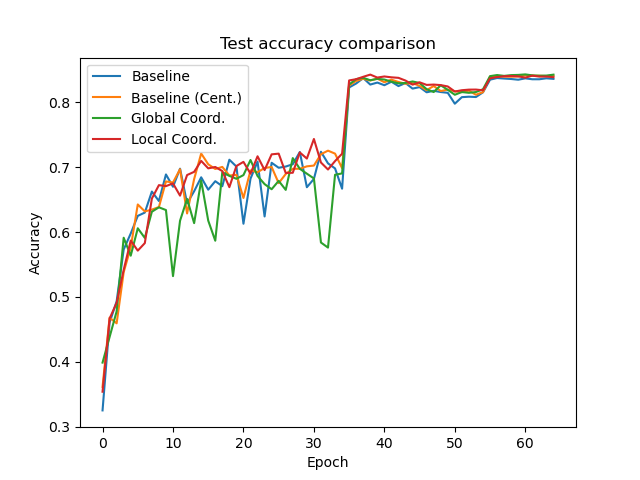 Test accuracy comparison
Baseline
Baseline (Cent.)
Global Coord.
Local Coord.
0.8
0.7
0.6
0.5
0.4
0.3
Accuracy
0 10 20 30 40 50 60
Epoch